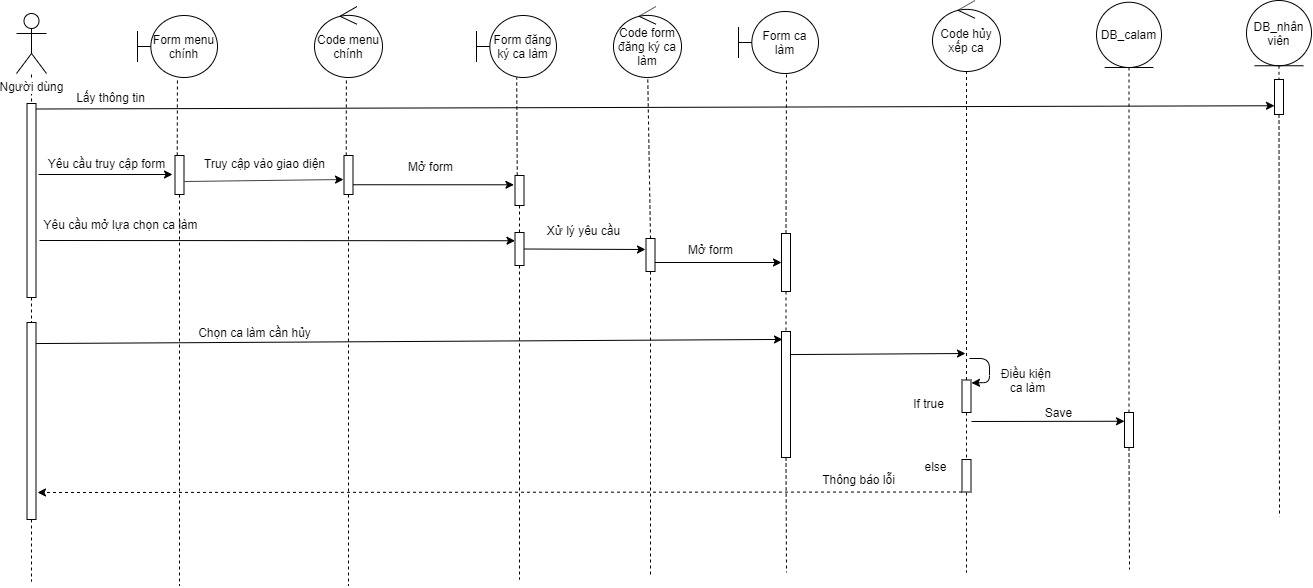 Người dùng
Form menu
chính
Code menu
chính
Form đăng
ký ca làm
Code form
đăng ký ca
làm
Form ca
làm
Code hủy
xếp ca
DB_calam
DB_nhân
viên
Lấy thông tin
Yêu cầu truy cập form
Truy cập vào giao diện
Mở form
Yêu cầu mở lựa chọn ca làm
Xử lý yêu cầu
Mở form
Chọn ca làm cần hủy
Điều kiện
ca làm
If true
Save
else
Thông báo lỗi